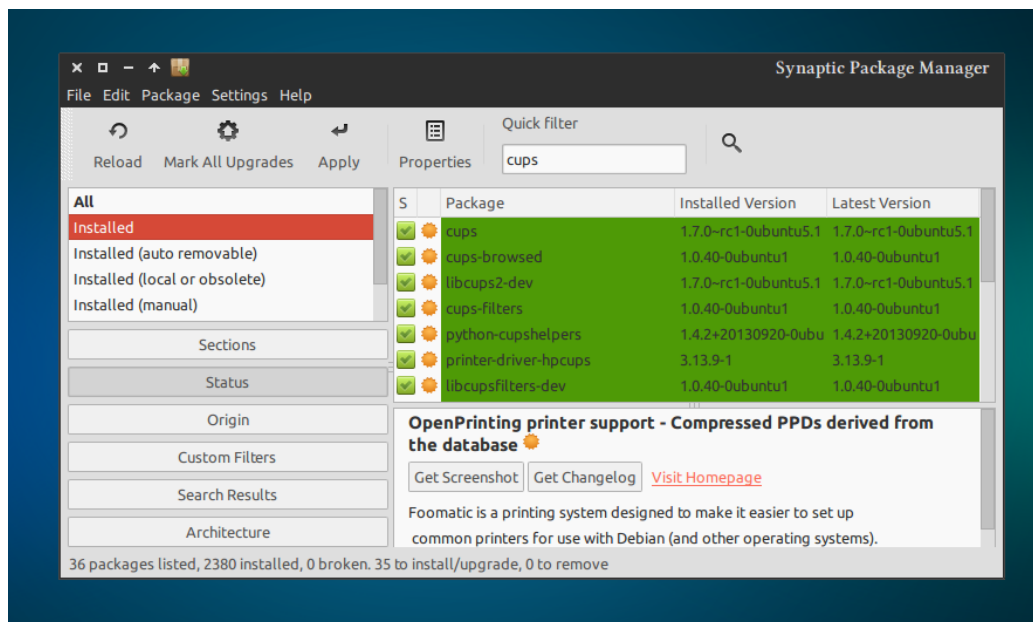 Synaptic Package Manager
File Edit Package Settings Help
Reload Mark All Upgrades Apply Properties
Quick filter
cups
All
Installed
Installed (auto removable)
Installed (local or obsolete)
Installed (manual)
Sections
Status
Origin
Custom Filters
Search Results
Architecture
S Package Installed Version Latest Version
cups 1.7.0~rc1-0ubuntu5.1 1.7.0~rc1-0ubuntu5.1
cups-browsed 1.0.40-0ubuntu1 1.0.40-0ubuntu1
libcups2-dev 1.7.0~rc1-0ubuntu5.1 1.7.0~rc1-0ubuntu5.1
cups-filters 1.0.40-0ubuntu1 1.0.40-0ubuntu1
python-cupshelpers 1.4.2+20130920-0ubu 1.4.2+20130920-0ubu
printer-driver-hpcups 3.13.9-1 3.13.9-1
libcupsfilters-dev 1.0.40-0ubuntu1 1.0.40-0ubuntu1
OpenPrinting printer support - Compressed PPDs derived from
the database
Get Screenshot Get Changelog Visit Homepage
Foomatic is a printing system designed to make it easier to set up
common printers for use with Debian (and other operating systems).
36 packages listed, 2380 installed, 0 broken. 35 to install/upgrade, 0 to remove